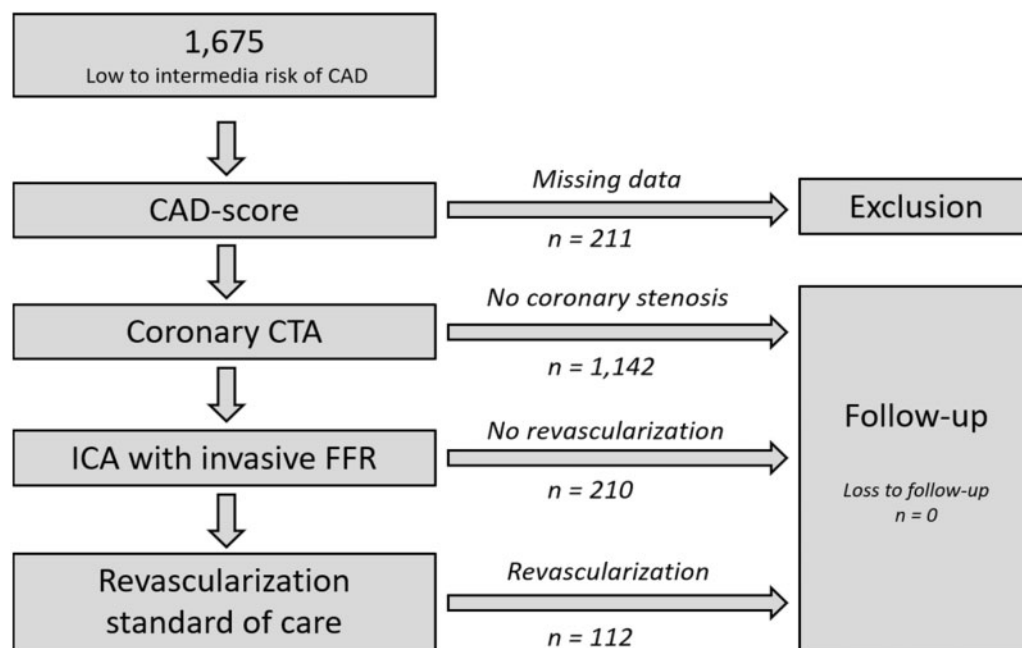 1,675
Low to intermedia risk of CAD
CAD-score
Missing data
n = 211
Exclusion
Coronary CTA
No coronary stenosis
n = 1,142
ICA with invasive FFR
No revascularization
n = 210
Follow-up
Loss to follow-up
n = 0
Revascularization
standard of care
Revascularization
n = 112